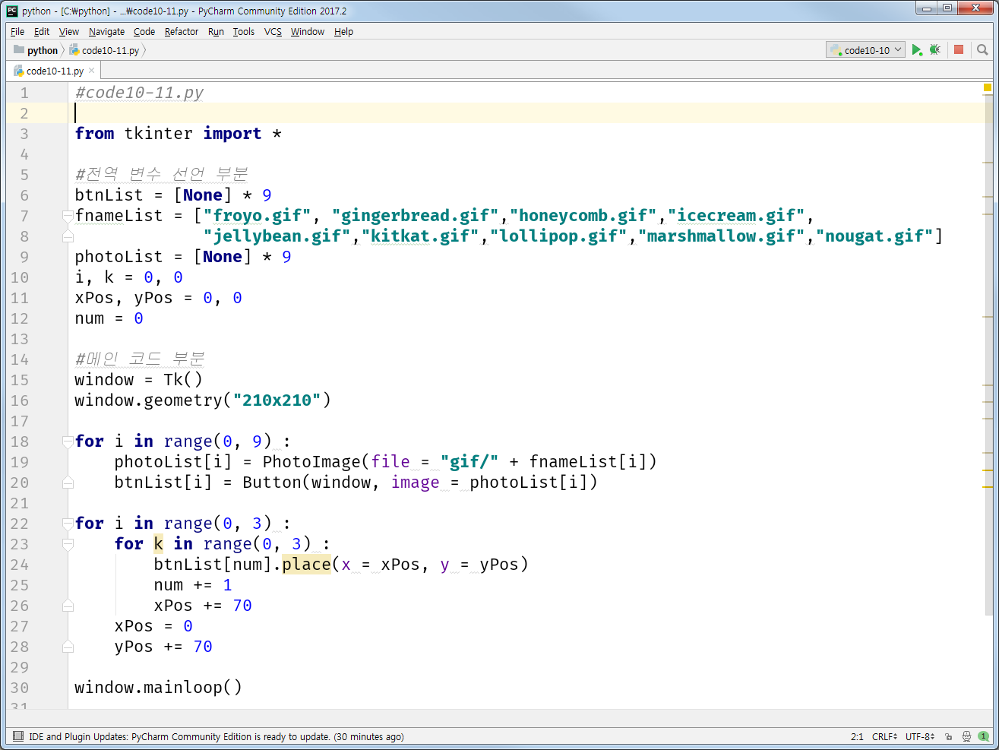 python - [C:₩python] - ...₩code10-11.py - PyCharm Community Edition 2017.2
File Edit View Navigate Code Refactor Run Tools VCS Window Help
python code10-11.py code10-10
code10-11.py
1 #code10-11.py
2
3 from tkinter import *
4
5 #전역 변수 선언 부분
6 btnList = [None] * 9
7 fnameList = ["froyo.gif", "gingerbread.gif","honeycomb.gif","icecream.gif",
8 "jellybean.gif","kitkat.gif","lollipop.gif","marshmallow.gif","nougat.gif"]
9 photoList = [None] * 9
10 i, k = 0, 0
11 xPos, yPos = 0, 0
12 num = 0
13
14 #메인 코드 부분
15 window = Tk()
16 window.geometry("210x210")
17
18 for i in range(0, 9) :
19 photoList[i] = PhotoImage(file = "gif/" + fnameList[i])
20 btnList[i] = Button(window, image = photoList[i])
21
22 for i in range(0, 3) :
23 for k in range(0, 3) :
24 btnList[num].place(x = xPos, y = yPos)
25 num += 1
26 xPos += 70
27 xPos = 0
28 yPos += 70
29
30 window.mainloop()
31
IDE and Plugin Updates: PyCharm Community Edition is ready to update. (30 minutes ago) 2:1 CRLF UTF-8 1